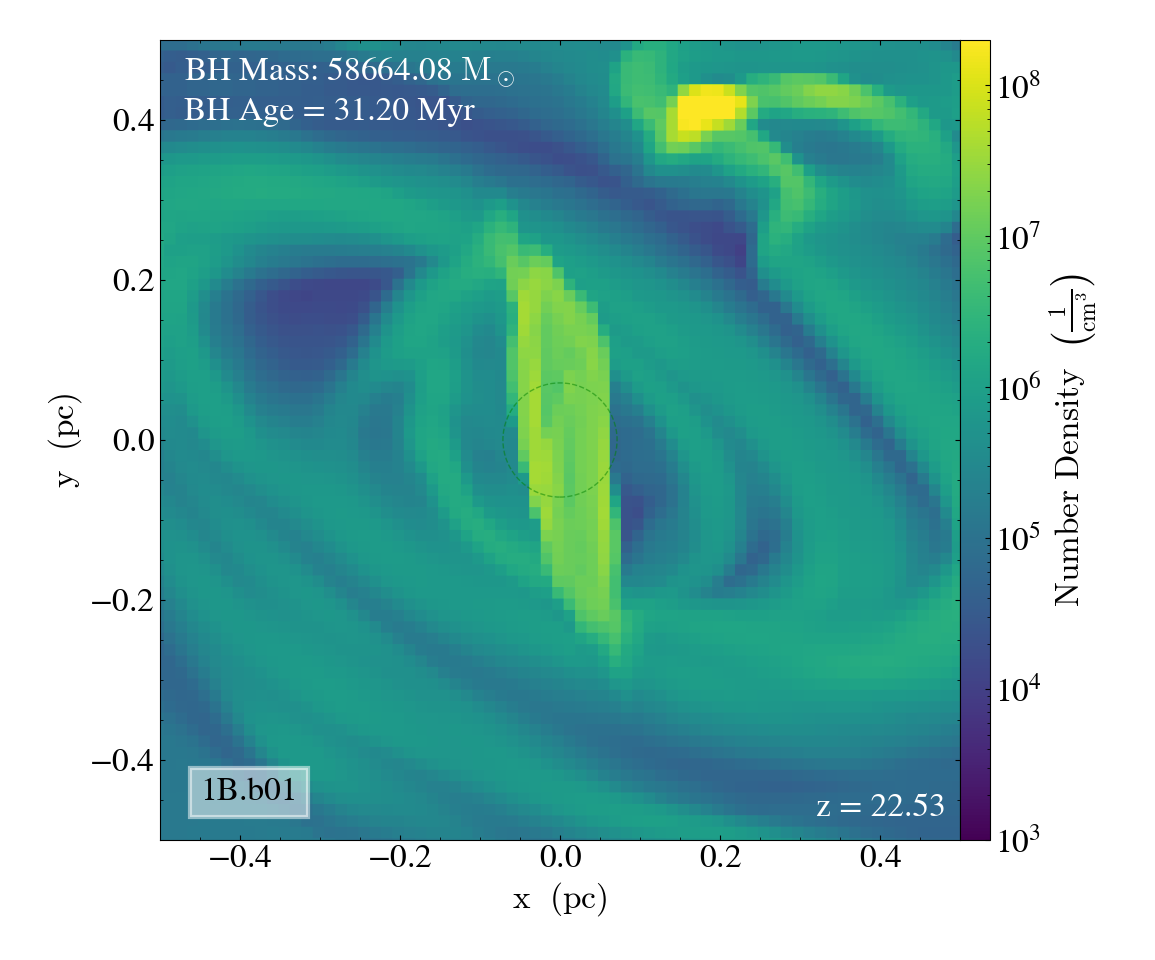 BH Mass: 58664.08 M⊙
BH Age = 31.20 Myr
0.4
0.2
0.0
−0.2
−0.4
y (pc)
1B.b01
z = 22.53
−0.4 −0.2 0.0 0.2 0.4
x (pc)
10⁸
10⁷
10⁶
10⁵
10⁴
10³
Number Density (1/cm³)